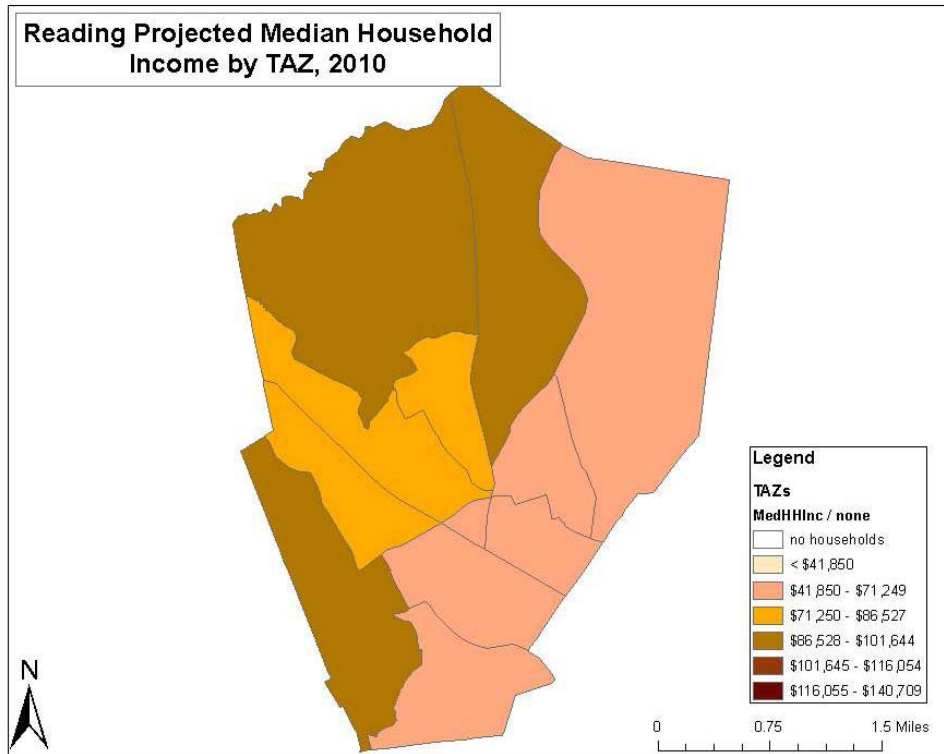 Reading Projected Median Household
Income by TAZ, 2010
Legend
TAZs
MedHHInc / none
no households
< $41,850
$41,850 - $71,249
$71,250 - $86,527
$86,528 - $101,644
$101,645 - $116,054
$116,055 - $140,709
N
0 0.75 1.5 Miles